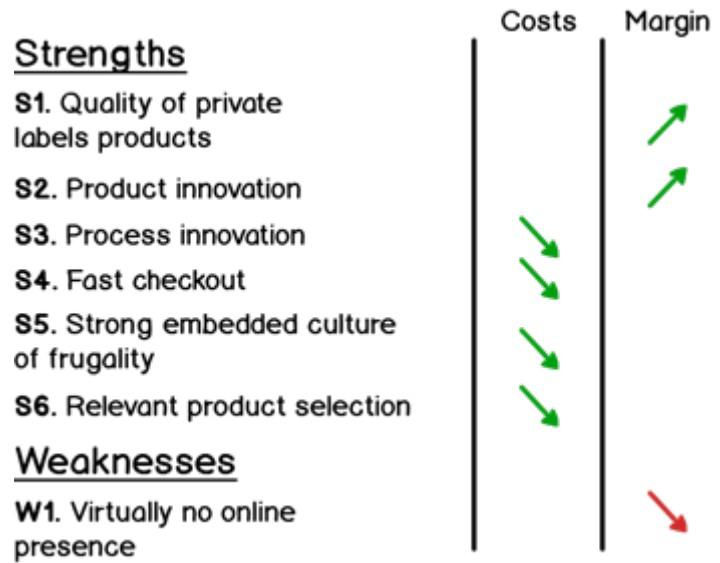 Costs Margin
Strengths
S1. Quality of private
labels products
S2. Product innovation
S3. Process innovation
S4. Fast checkout
S5. Strong embedded culture
of frugality
S6. Relevant product selection
Weaknesses
W1. Virtually no online
presence